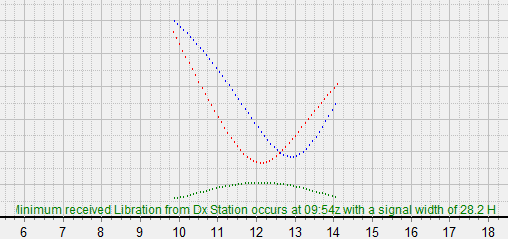 Minimum received Libration from Dx Station occurs at 09:54z with a signal width of 28.2 H
6 7 8 9 10 11 12 13 14 15 16 17 18